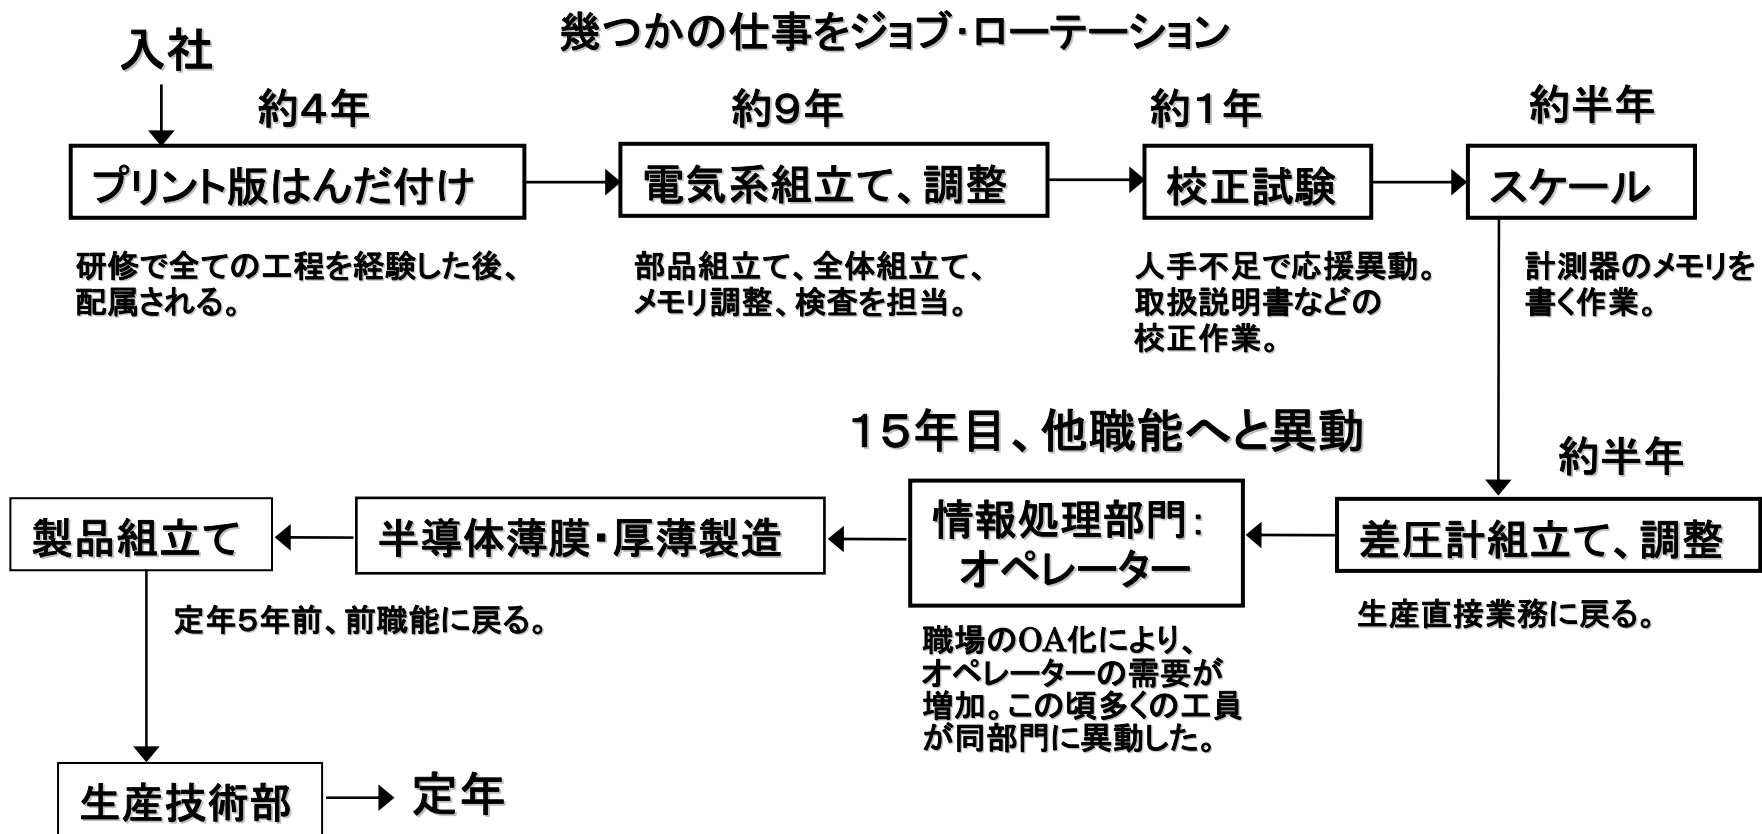 幾つかの仕事をジョブ・ローテーション
入社
約4年
約9年
約1年
約半年
プリント版はんだ付け
電気系組立て、調整
校正試験
スケール
研修で全ての工程を経験した後、
配属される。
部品組立て、全体組立て、
メモリ調整、検査を担当。
人手不足で応援異動。
取扱説明書などの
校正作業。
計測器のメモリを
書く作業。
15年目、他職能へと異動
約半年
差圧計組立て、調整
生産直接業務に戻る。
情報処理部門:
オペレーター
職場のOA化により、
オペレーターの需要が
増加。この頃多くの工員
が同部門に異動した。
半導体薄膜・厚薄製造
定年5年前、前職能に戻る。
製品組立て
生産技術部
定年